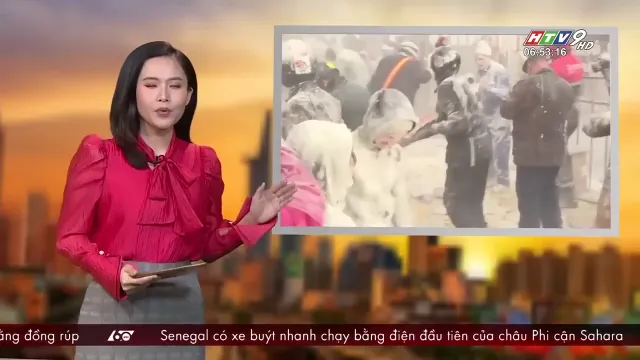 HTV9 HD
06:53:16
ằng đồng rúp 60 Senegal có xe buýt nhanh chạy bằng điện đầu tiên của châu Phi cận Sahara